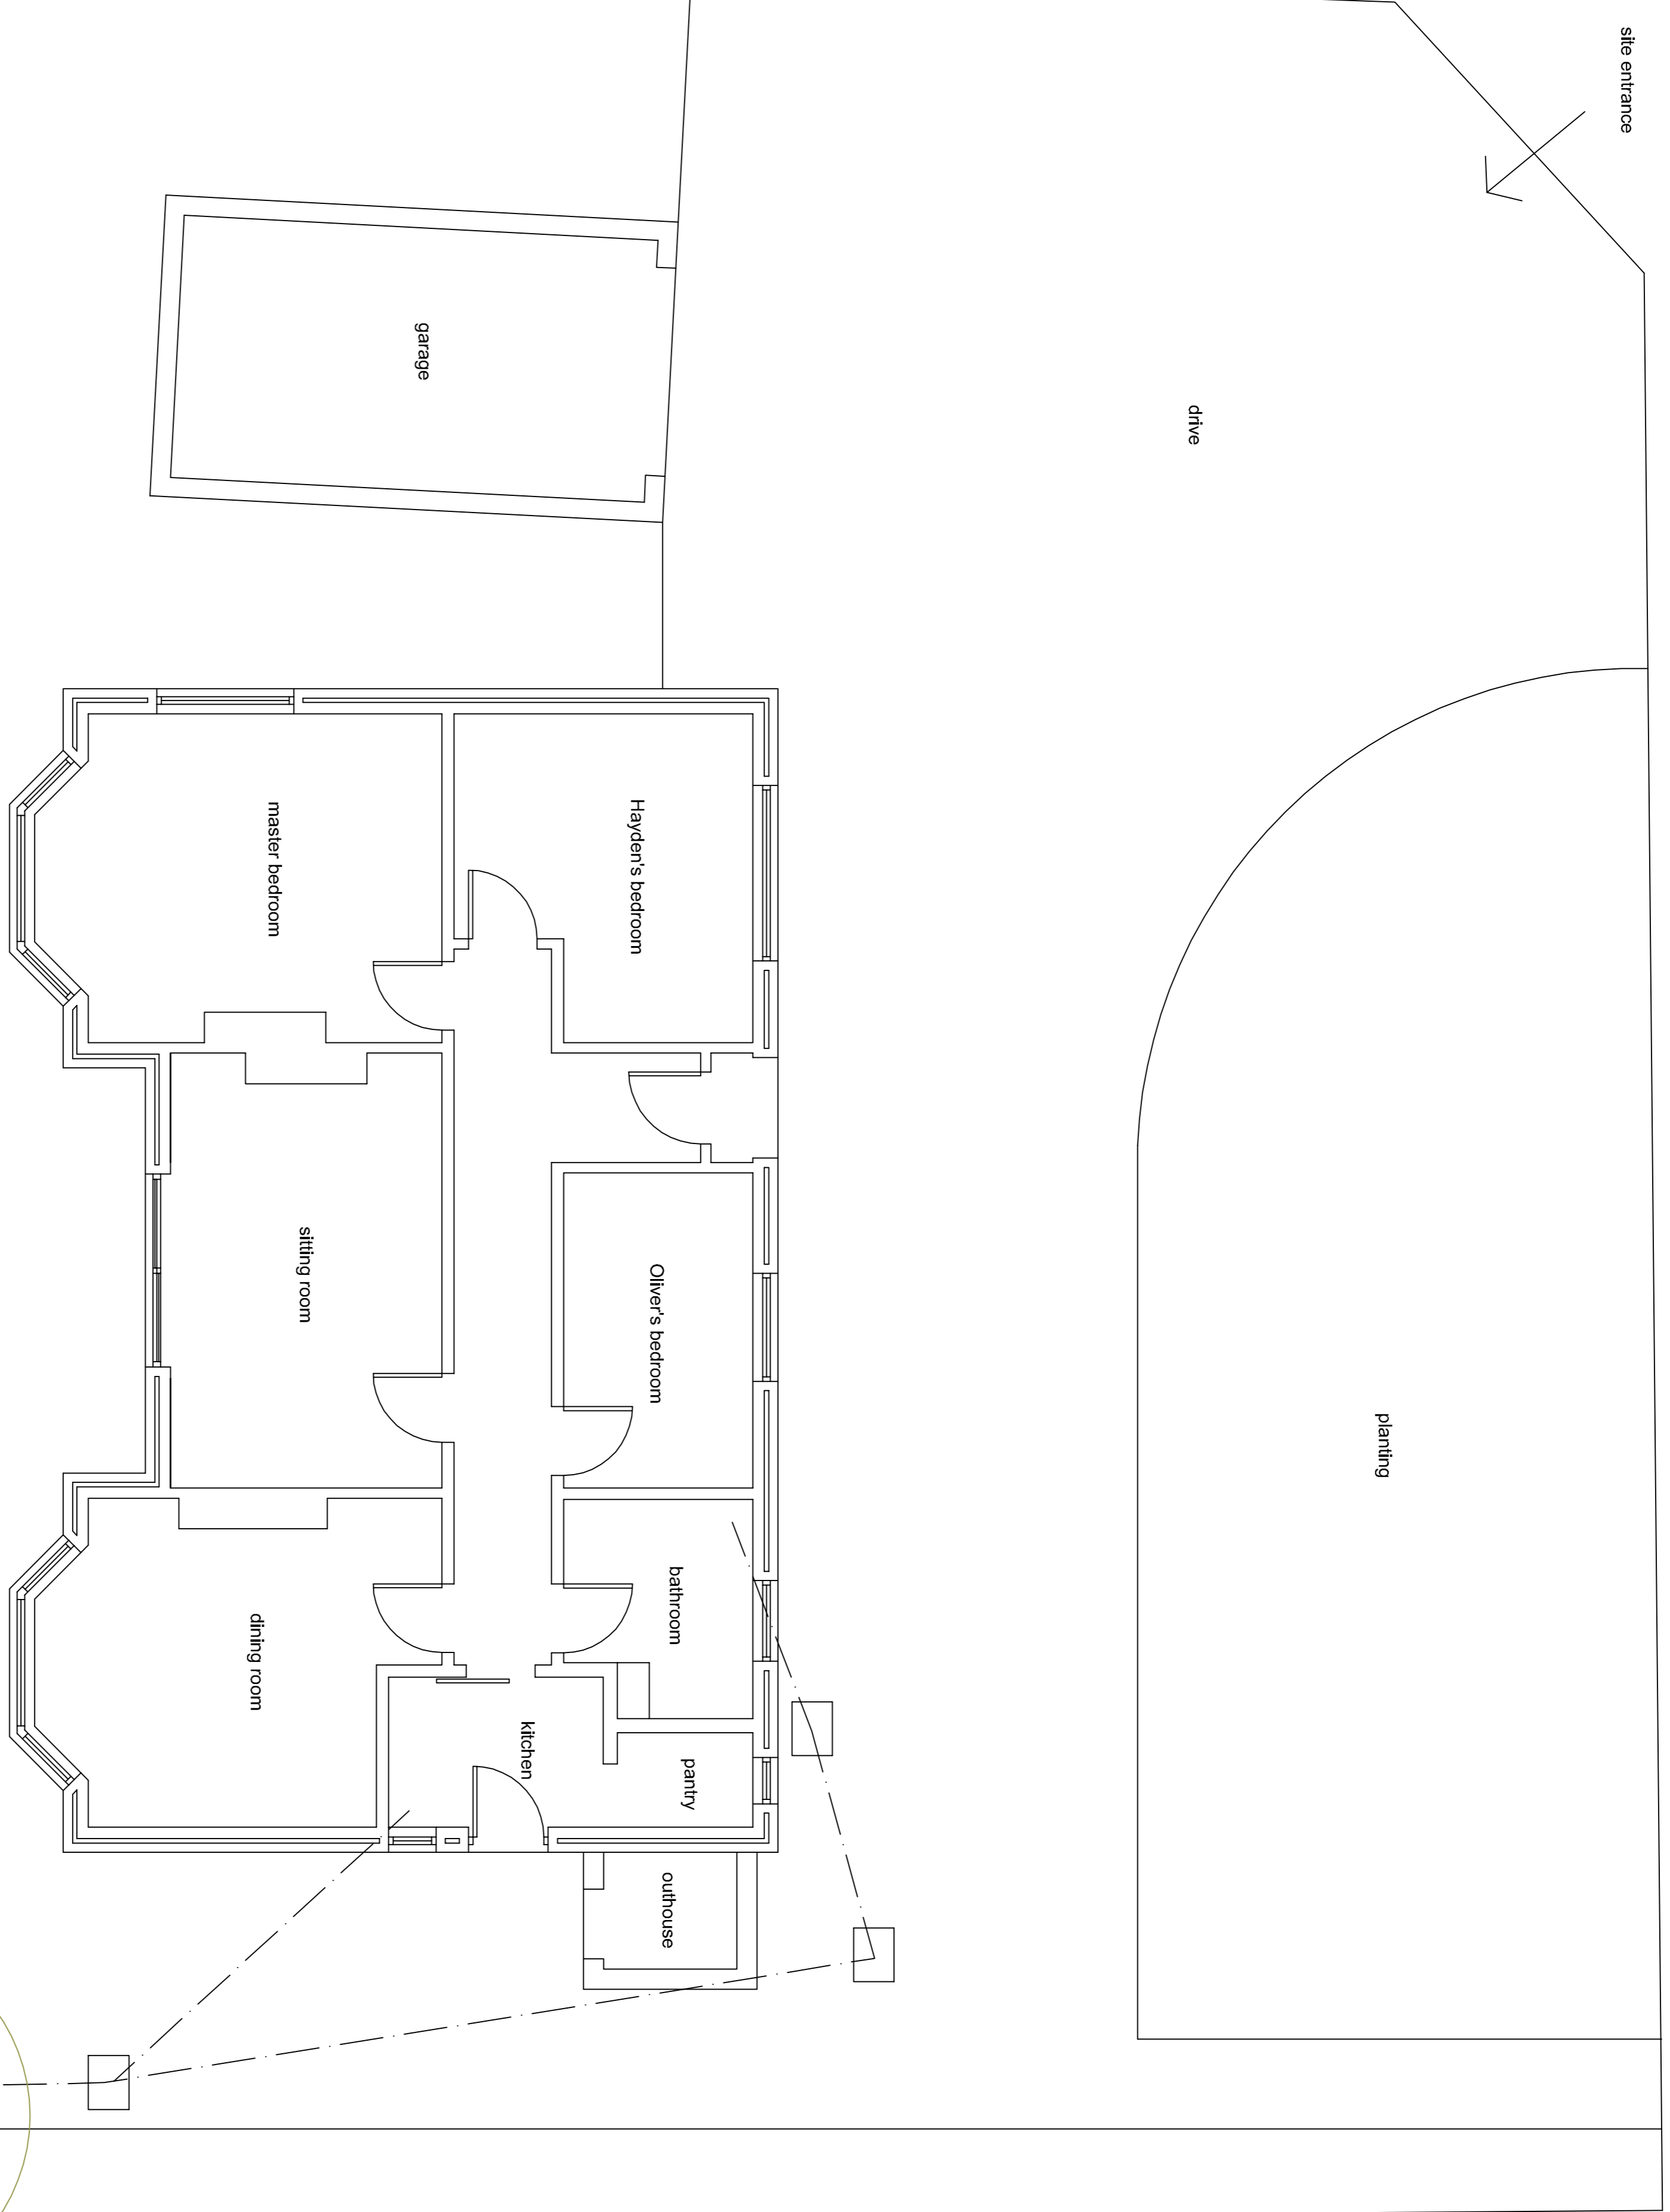 site entrance
drive
garage
planting
Hayden's bedroom
master bedroom
Oliver's bedroom
sitting room
bathroom
dining room
kitchen
pantry
outhouse